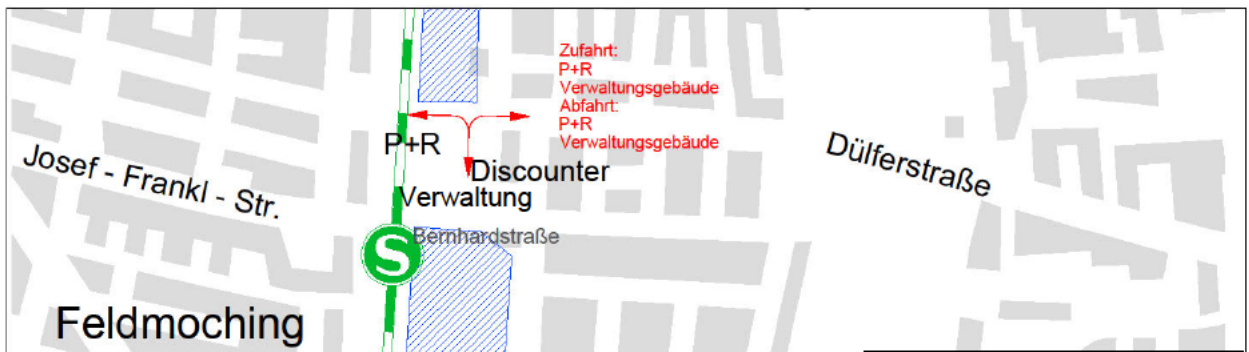 Zufahrt:
P+R
Verwaltungsgebäude
Abfahrt:
P+R
Verwaltungsgebäude
P+R
Dülferstraße
Josef - Frankl - Str.
Discounter
Verwaltung
Bernhardstraße
S
Feldmoching